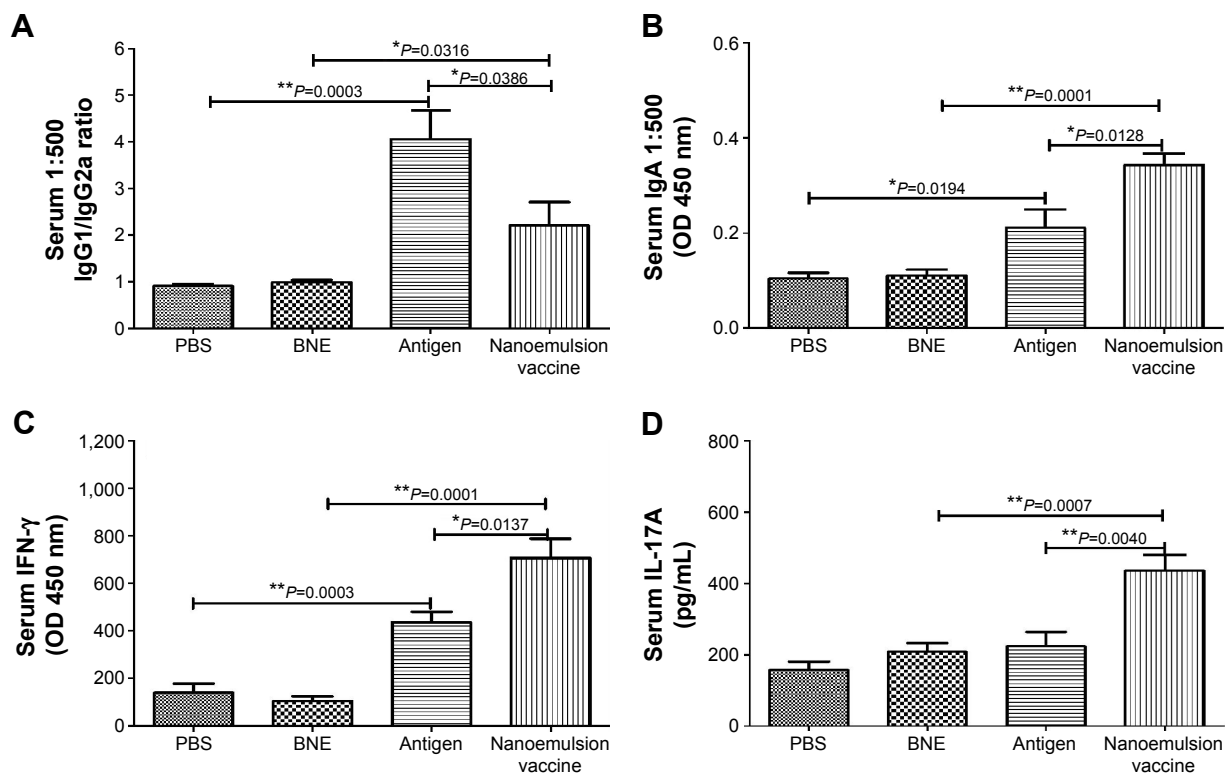 A
Serum 1:500
IgG1/IgG2a ratio
6
5
4
3
2
1
0
*P=0.0316
**P=0.0003
*P=0.0386
PBS
BNE
Antigen
Nanoemulsion
vaccine
B
Serum IgA 1:500
(OD 450 nm)
0.6
0.4
0.2
0.0
**P=0.0001
*P=0.0128
*P=0.0194
PBS
BNE
Antigen
Nanoemulsion
vaccine
C
Serum IFN-γ
(OD 450 nm)
1,200
1,000
800
600
400
200
0
**P=0.0001
*P=0.0137
**P=0.0003
PBS
BNE
Antigen
Nanoemulsion
vaccine
D
Serum IL-17A
(pg/mL)
800
600
400
200
0
**P=0.0007
**P=0.0040
PBS
BNE
Antigen
Nanoemulsion
vaccine